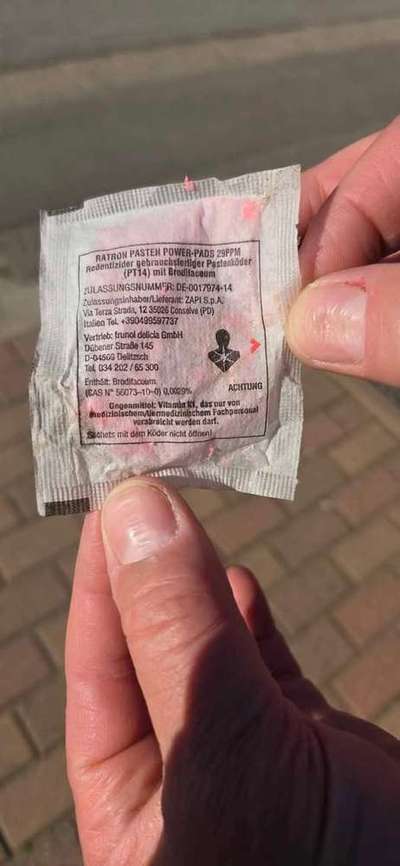 RATRON PASTEN POWER-PADS 29PPM
Rodentizider gebrauchsfertiger Pastenköder
(PT14) mit Brodifacoum
ZULASSUNGSNUMMER: DE-0017974-14
Zulassungsinhaber/Lieferant: ZAPI S.p.A.
Via Terza Strada, 12 35026 Conselve (PD)
Italien Tel. +390499597737
Vertrieb: frunol delicia GmbH
Dübener Straße 145
D-04509 Delitzsch
Tel. 034 202 / 65 300
Enthält: Brodifacoum
(CAS N° 56073-10-0) 0,0029%
ACHTUNG
Gegenmittel: Vitamin K1, das nur von
medizinischem/tiermedizinischem Fachpersonal
verabreicht werden darf.
Sachets mit dem Köder nicht öffnen!